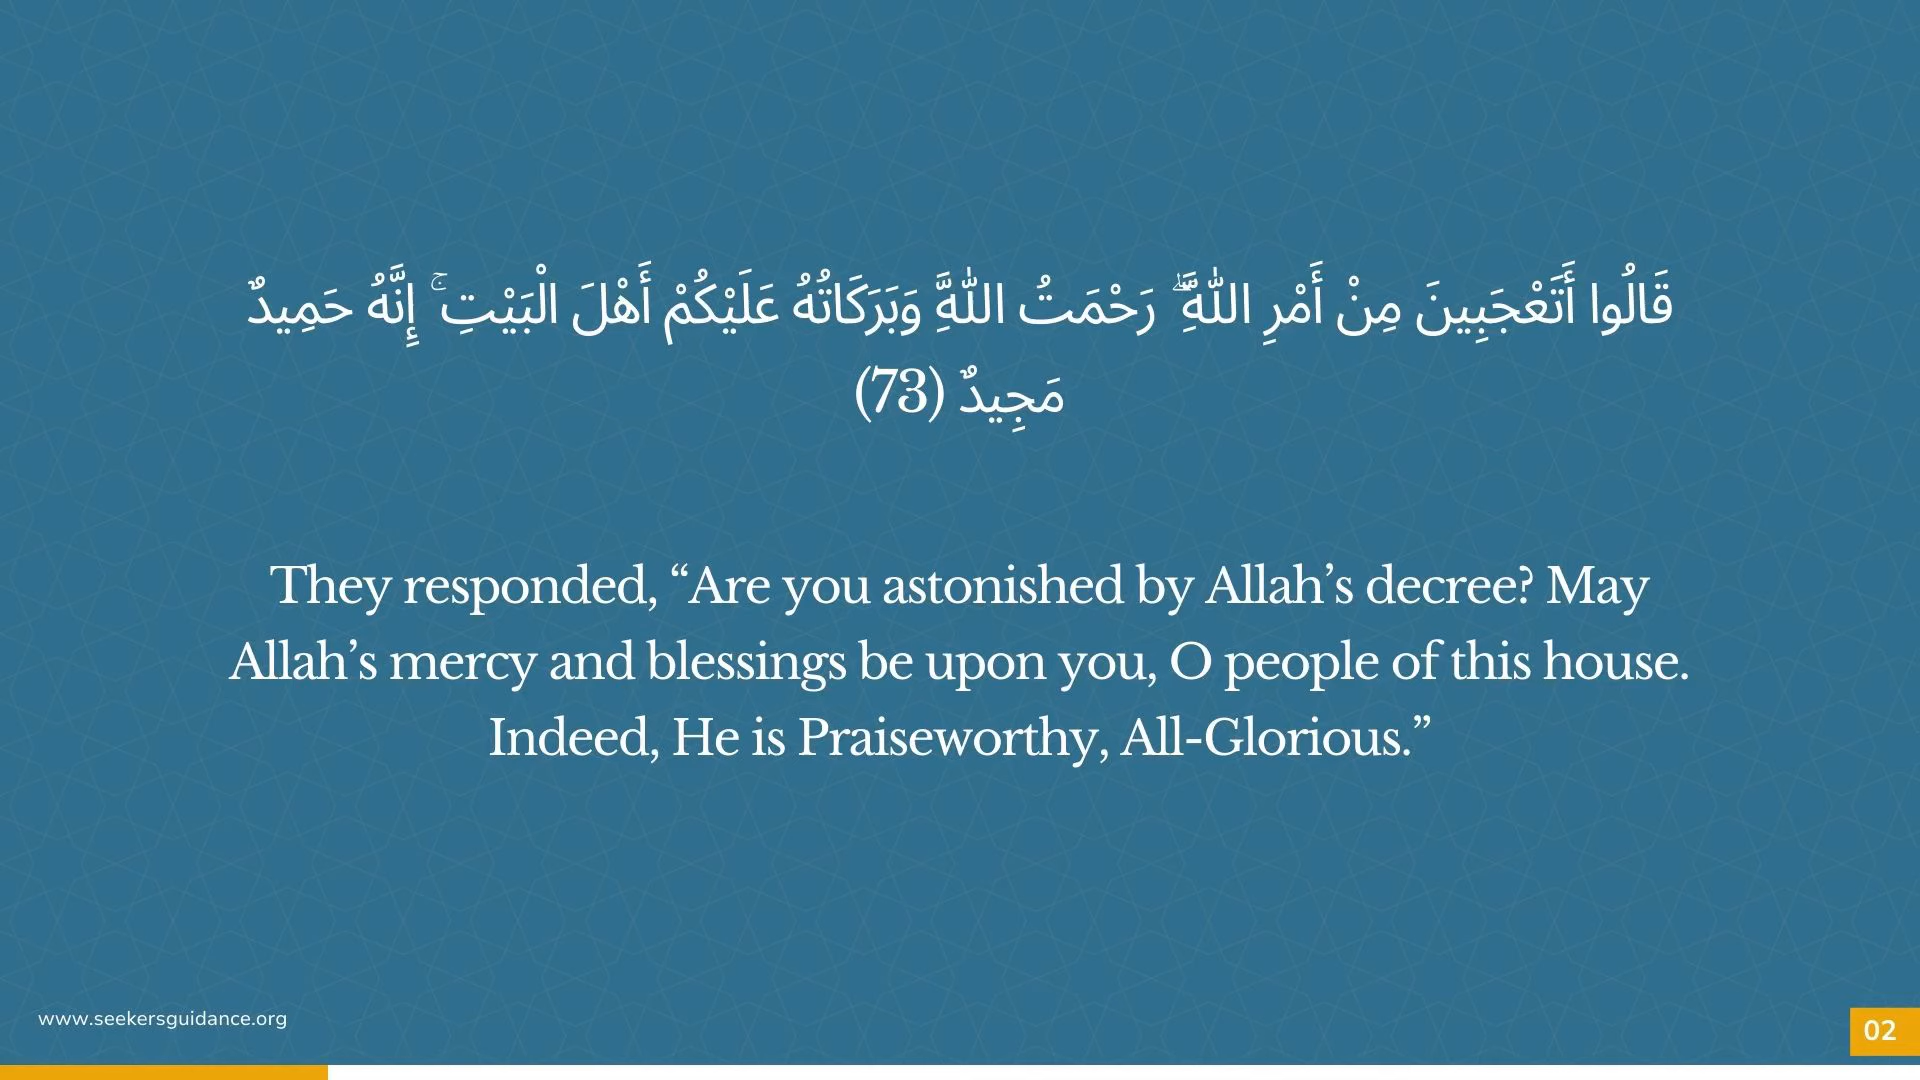 قَالُوا أَتَعْجَبِينَ مِنْ أَمْرِ اللَّهِ ۖ رَحْمَتُ اللَّهِ وَبَرَكَاتُهُ عَلَيْكُمْ أَهْلَ الْبَيْتِ ۚ إِنَّهُ حَمِيدٌ
مَجِيدٌ (73)
They responded, “Are you astonished by Allah’s decree? May
Allah’s mercy and blessings be upon you, O people of this house.
Indeed, He is Praiseworthy, All-Glorious.”
www.seekersguidance.org
02